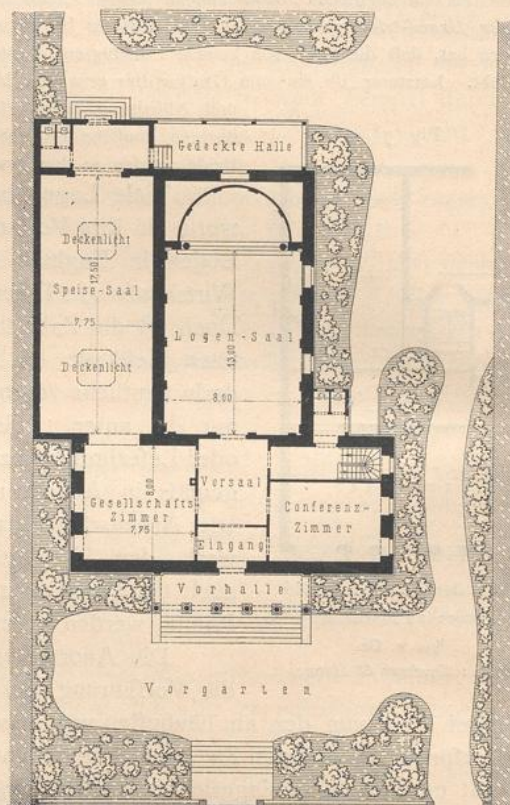 Gedeckte Halle
Deckenlicht
17,50
Speise-Saal
7,75
Deckenlicht
Logen-Saal
13,00
8,00
Gesellschafts
Zimmer
8,00
7,75
Vorsaal
Conferenz-
Zimmer
Eingang
Vorhalle
Vorgarten